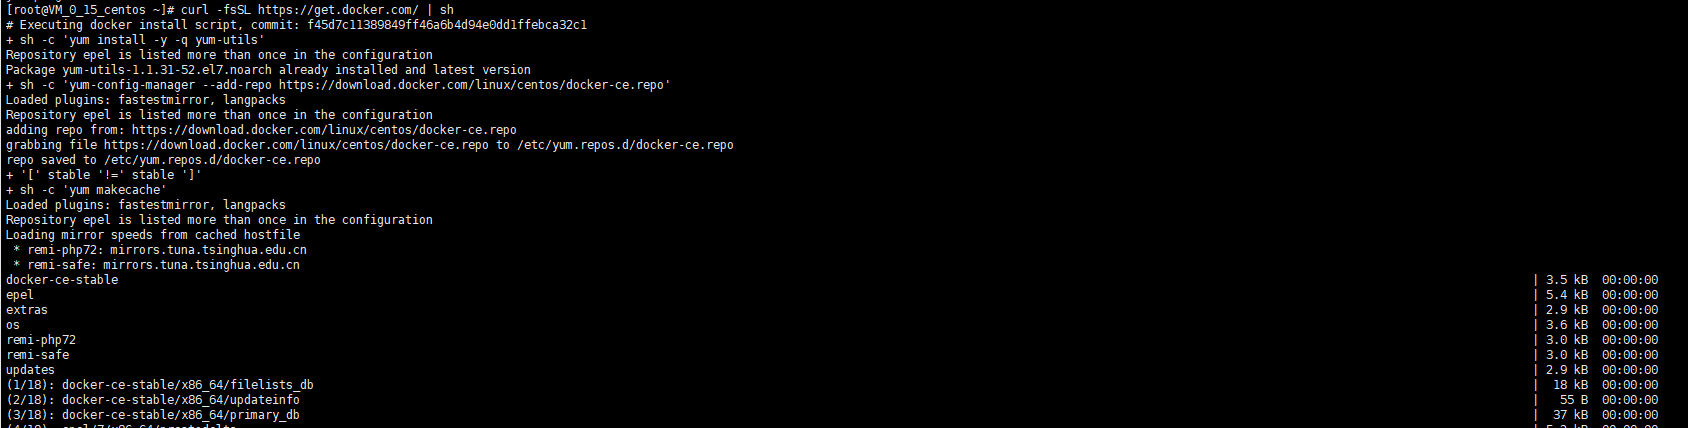 [root@VM_0_15_centos ~]# curl -fsSL https://get.docker.com/ | sh
# Executing docker install script, commit: f45d7c11389849ff46a6b4d94e0dd1ffebca32c1
+ sh -c 'yum install -y -q yum-utils'
Repository epel is listed more than once in the configuration
Package yum-utils-1.1.31-52.el7.noarch already installed and latest version
+ sh -c 'yum-config-manager --add-repo https://download.docker.com/linux/centos/docker-ce.repo'
Loaded plugins: fastestmirror, langpacks
Repository epel is listed more than once in the configuration
adding repo from: https://download.docker.com/linux/centos/docker-ce.repo
grabbing file https://download.docker.com/linux/centos/docker-ce.repo to /etc/yum.repos.d/docker-ce.repo
repo saved to /etc/yum.repos.d/docker-ce.repo
+ '[' stable '!=' stable ']'
+ sh -c 'yum makecache'
Loaded plugins: fastestmirror, langpacks
Repository epel is listed more than once in the configuration
Loading mirror speeds from cached hostfile
 * remi-php72: mirrors.tuna.tsinghua.edu.cn
 * remi-safe: mirrors.tuna.tsinghua.edu.cn
docker-ce-stable | 3.5 kB 00:00:00
epel | 5.4 kB 00:00:00
extras | 2.9 kB 00:00:00
os | 3.6 kB 00:00:00
remi-php72 | 3.0 kB 00:00:00
remi-safe | 3.0 kB 00:00:00
updates | 2.9 kB 00:00:00
(1/18): docker-ce-stable/x86_64/filelists_db | 18 kB 00:00:00
(2/18): docker-ce-stable/x86_64/updateinfo | 55 B 00:00:00
(3/18): docker-ce-stable/x86_64/primary_db | 37 kB 00:00:00